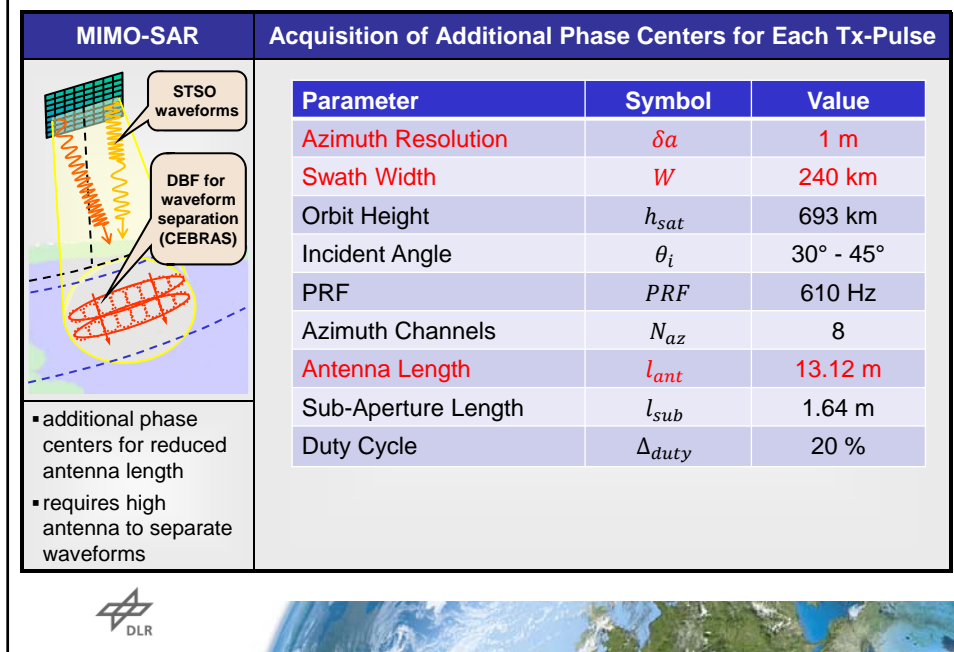 MIMO-SAR
Acquisition of Additional Phase Centers for Each Tx-Pulse
STSO
waveforms
DBF for
waveform
separation
(CEBRAS)
▪ additional phase
centers for reduced
antenna length
▪ requires high
antenna to separate
waveforms
Parameter Symbol Value
Azimuth Resolution δa 1 m
Swath Width W 240 km
Orbit Height h_sat 693 km
Incident Angle θ_i 30° - 45°
PRF PRF 610 Hz
Azimuth Channels N_az 8
Antenna Length l_ant 13.12 m
Sub-Aperture Length l_sub 1.64 m
Duty Cycle Δ_duty 20 %
DLR